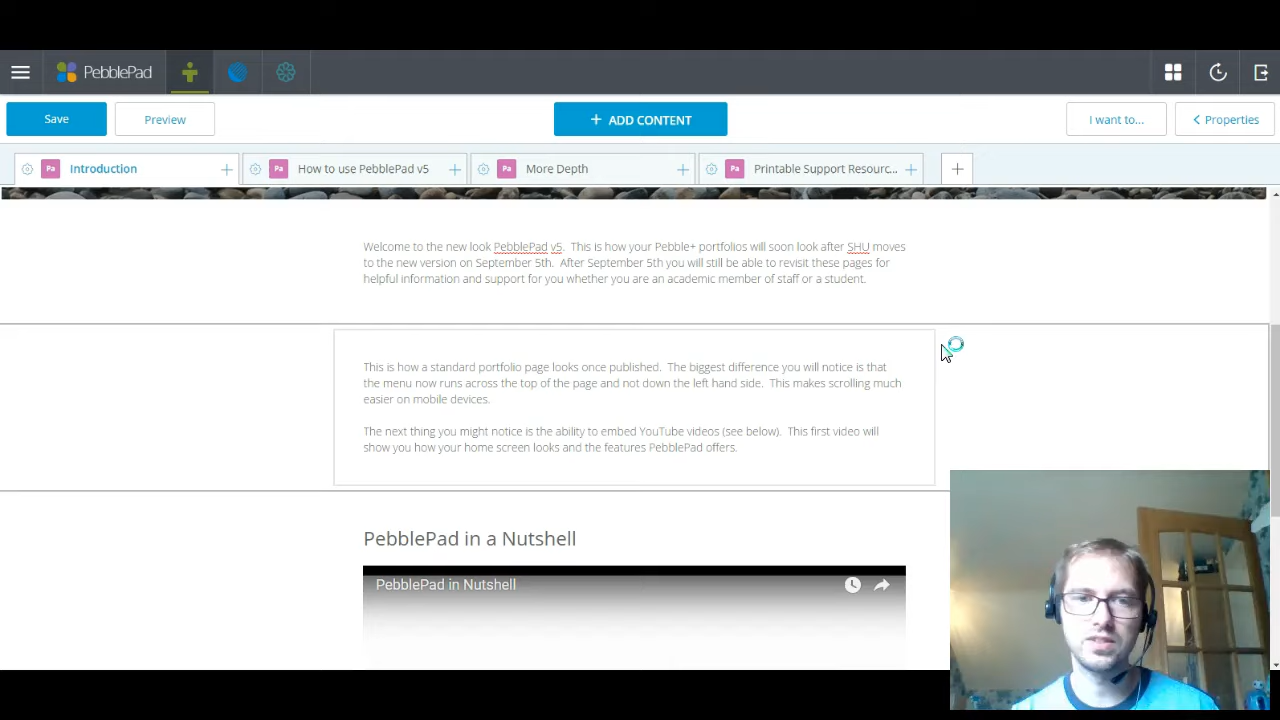 PebblePad
Save
Preview
+ ADD CONTENT
I want to...
Properties
Pa Introduction
Pa How to use PebblePad v5
Pa More Depth
Pa Printable Support Resourc...
Welcome to the new look PebblePad v5. This is how your Pebble+ portfolios will soon look after SHU moves
to the new version on September 5th. After September 5th you will still be able to revisit these pages for
helpful information and support for you whether you are an academic member of staff or a student.
This is how a standard portfolio page looks once published. The biggest difference you will notice is that
the menu now runs across the top of the page and not down the left hand side. This makes scrolling much
easier on mobile devices.
The next thing you might notice is the ability to embed YouTube videos (see below). This first video will
show you how your home screen looks and the features PebblePad offers.
PebblePad in a Nutshell
PebblePad in Nutshell